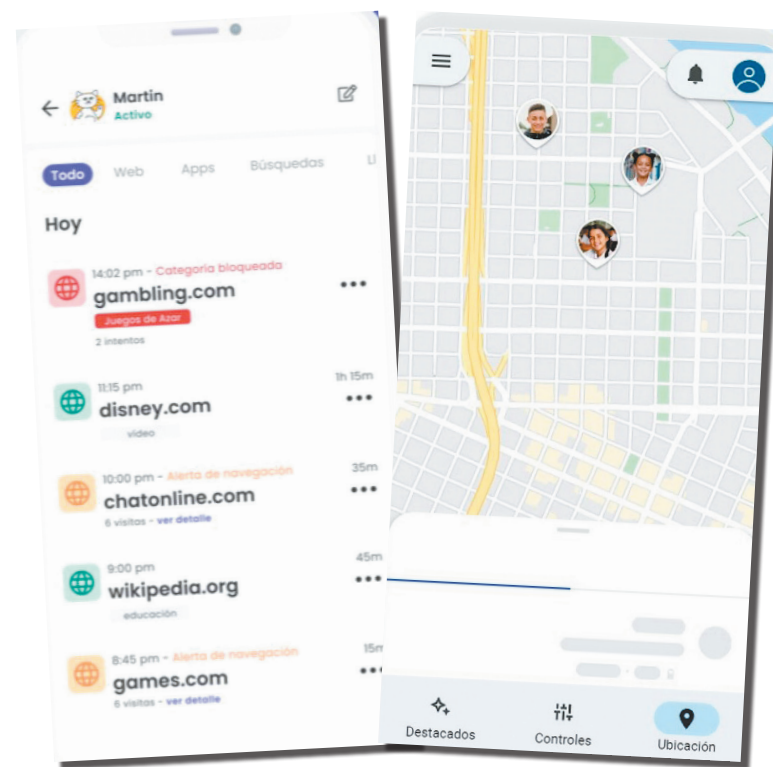 Martin
Activo
Todo Web Apps Búsquedas Ll
Hoy
14:02 pm - Categoría bloqueada
gambling.com
Juegos de Azar
2 intentos
11:15 pm 1h 15m
disney.com
video
10:00 pm - Alerta de navegación 35m
chatonline.com
6 visitas - ver detalle
9:00 pm 45m
wikipedia.org
educación
8:45 pm - Alerta de navegación 15m
games.com
6 visitas - ver detalle
Destacados Controles Ubicación